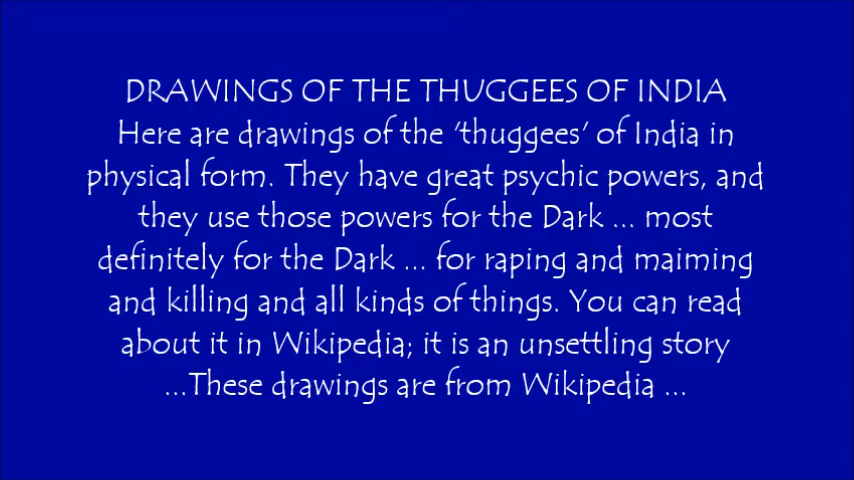 DRAWINGS OF THE THUGGEES OF INDIA
Here are drawings of the 'thuggees' of India in
physical form. They have great psychic powers, and
they use those powers for the Dark ... most
definitely for the Dark ... for raping and maiming
and killing and all kinds of things. You can read
about it in Wikipedia; it is an unsettling story
...These drawings are from Wikipedia ...